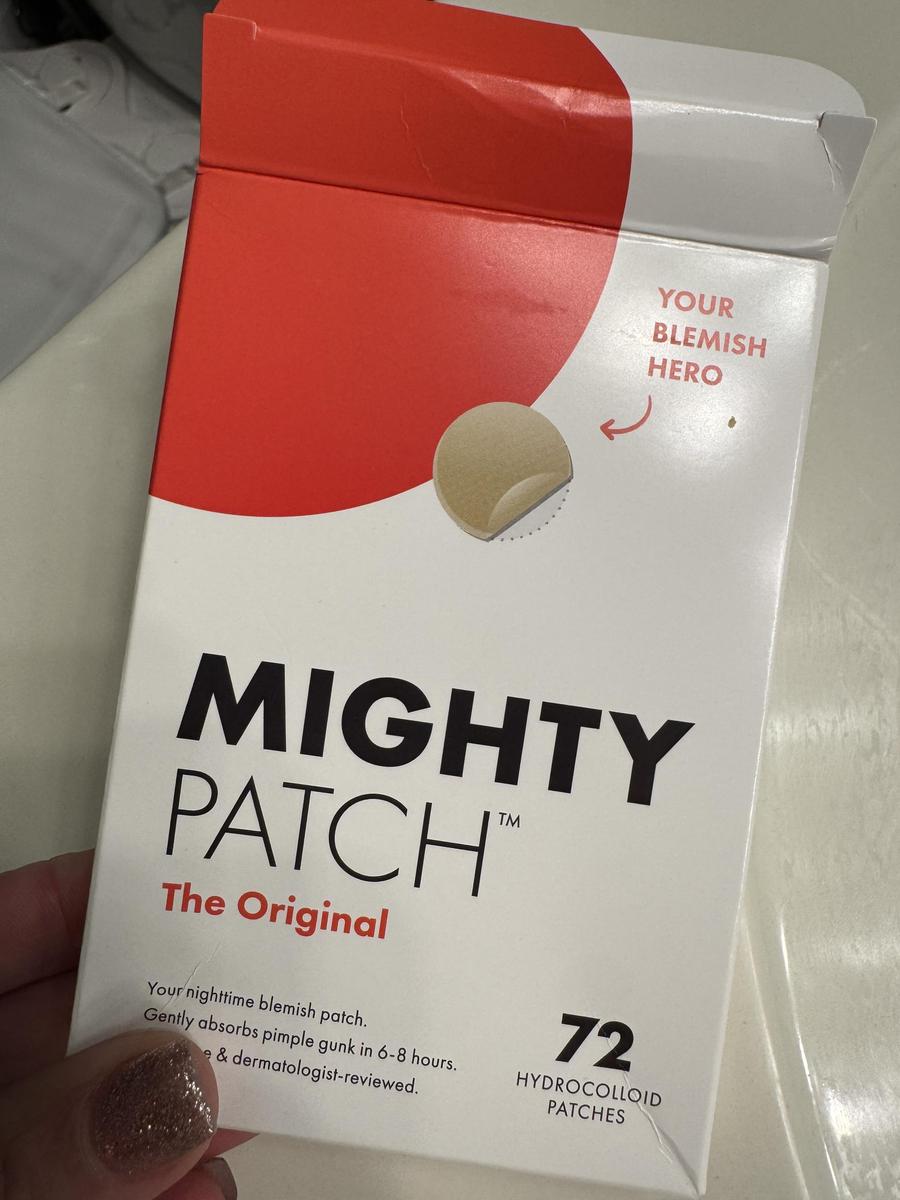 YOUR
BLEMISH
HERO
MIGHTY
PATCH™
The Original
Your nighttime blemish patch.
Gently absorbs pimple gunk in 6-8 hours.
& dermatologist-reviewed.
72
HYDROCOLLOID
PATCHES